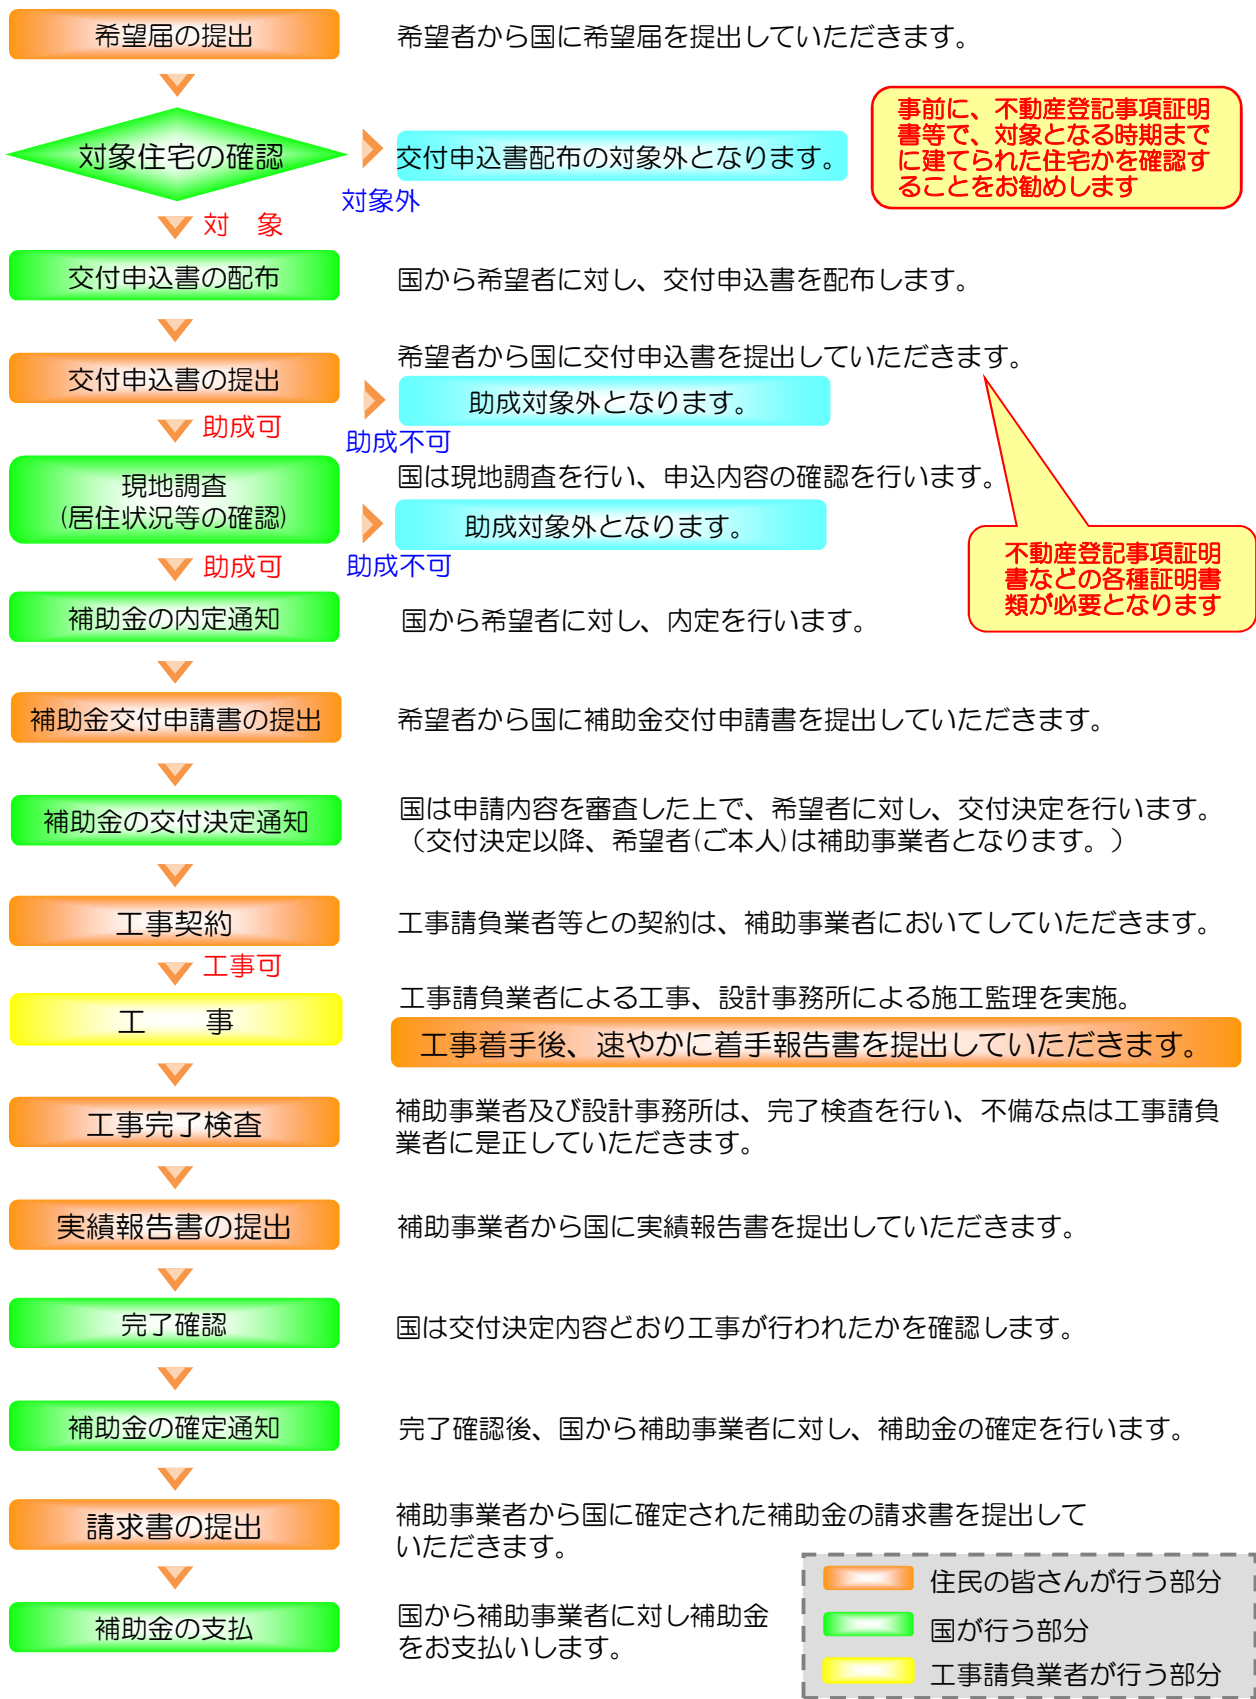 希望届の提出
希望者から国に希望届を提出していただきます。
事前に、不動産登記事項証明
書等で、対象となる時期まで
に建てられた住宅かを確認す
ることをお勧めします
対象住宅の確認
交付申込書配布の対象外となります。
対象外
対　象
交付申込書の配布
国から希望者に対し、交付申込書を配布します。
希望者から国に交付申込書を提出していただきます。
交付申込書の提出
助成対象外となります。
助成可
助成不可
国は現地調査を行い、申込内容の確認を行います。
現地調査
(居住状況等の確認)
助成対象外となります。
助成可
助成不可
不動産登記事項証明
書などの各種証明書
類が必要となります
補助金の内定通知
国から希望者に対し、内定を行います。
補助金交付申請書の提出
希望者から国に補助金交付申請書を提出していただきます。
補助金の交付決定通知
国は申請内容を審査した上で、希望者に対し、交付決定を行います。
（交付決定以降、希望者(ご本人)は補助事業者となります。）
工事契約
工事請負業者等との契約は、補助事業者においてしていただきます。
工事可
工事請負業者による工事、設計事務所による施工監理を実施。
工　　事
工事着手後、速やかに着手報告書を提出していただきます。
工事完了検査
補助事業者及び設計事務所は、完了検査を行い、不備な点は工事請負
業者に是正していただきます。
実績報告書の提出
補助事業者から国に実績報告書を提出していただきます。
完了確認
国は交付決定内容どおり工事が行われたかを確認します。
補助金の確定通知
完了確認後、国から補助事業者に対し、補助金の確定を行います。
請求書の提出
補助事業者から国に確定された補助金の請求書を提出して
いただきます。
補助金の支払
国から補助事業者に対し補助金
をお支払いします。
住民の皆さんが行う部分
国が行う部分
工事請負業者が行う部分